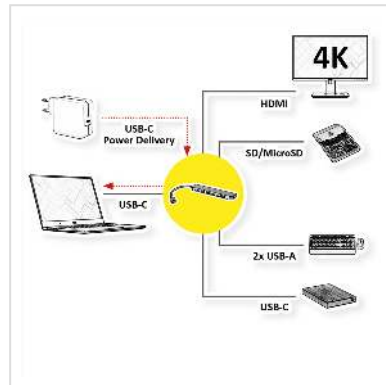 4K
HDMI
USB-C
Power Delivery
SD/MicroSD
USB-C
2x USB-A
USB-C